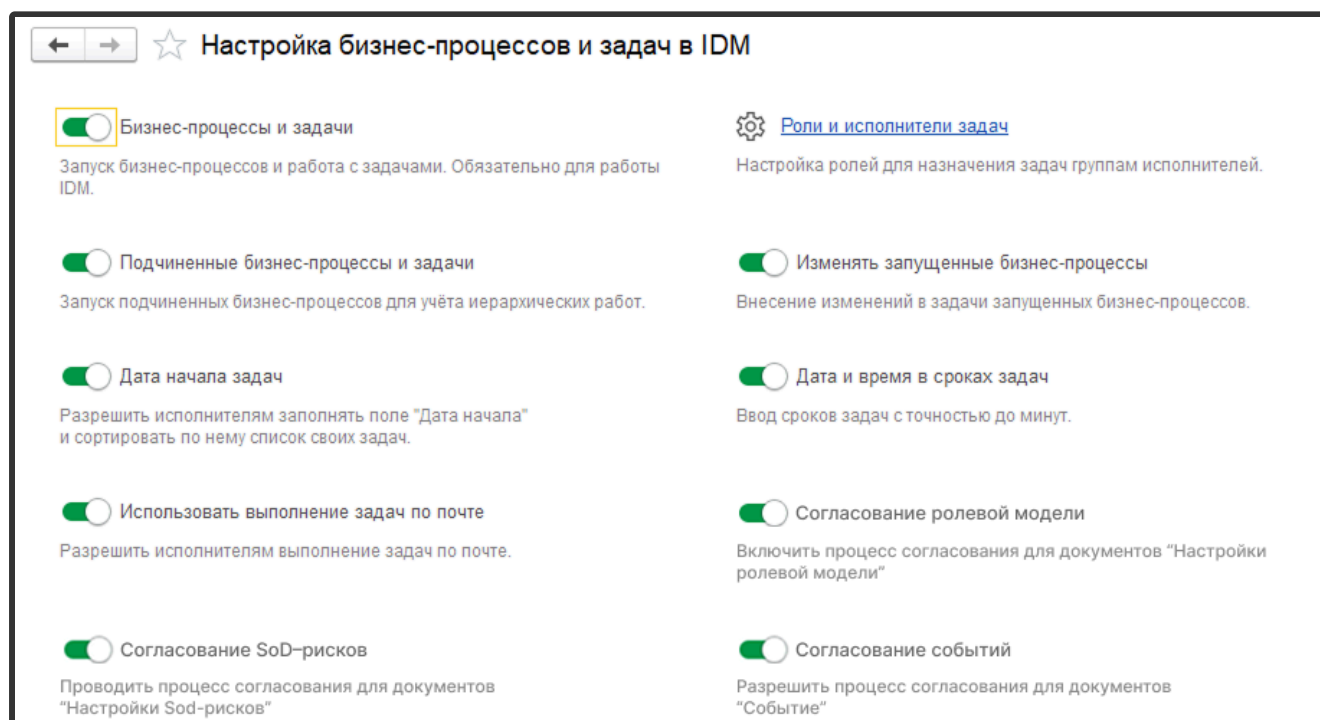 Настройка бизнес-процессов и задач в IDM
Бизнес-процессы и задачи
Запуск бизнес-процессов и работа с задачами. Обязательно для работы
IDM.
Роли и исполнители задач
Настройка ролей для назначения задач группам исполнителей.
Подчиненные бизнес-процессы и задачи
Запуск подчиненных бизнес-процессов для учёта иерархических работ.
Изменять запущенные бизнес-процессы
Внесение изменений в задачи запущенных бизнес-процессов.
Дата начала задач
Разрешить исполнителям заполнять поле "Дата начала"
и сортировать по нему список своих задач.
Дата и время в сроках задач
Ввод сроков задач с точностью до минут.
Использовать выполнение задач по почте
Разрешить исполнителям выполнение задач по почте.
Согласование ролевой модели
Включить процесс согласования для документов “Настройки
ролевой модели“
Согласование SoD–рисков
Проводить процесс согласования для документов
“Настройки Sod-рисков“
Согласование событий
Разрешить процесс согласования для документов
“Событие“